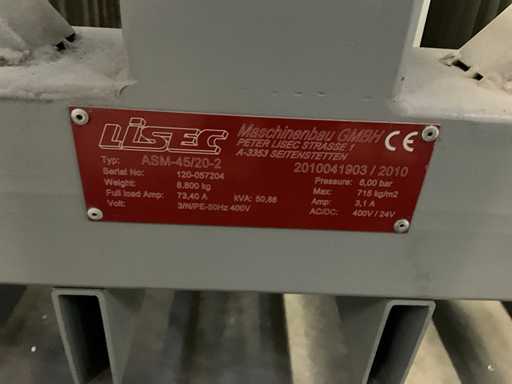 LiSEC
Maschinenbau GMBH
PETER LISEC STRASSE 1
A-3353 SEITENSTETTEN
CE
Typ: ASM-45/20-2 2010041903 / 2010
Serial No: 120-057204 Pressure: 6,00 bar
Weight: 8,800 kg Max: 715 kg/m2
Full load Amp: 73,40 A kVA: 50,86 Amp: 3,1 A
Volt: 3/N/PE-50Hz 400V AC/DC: 400V / 24V